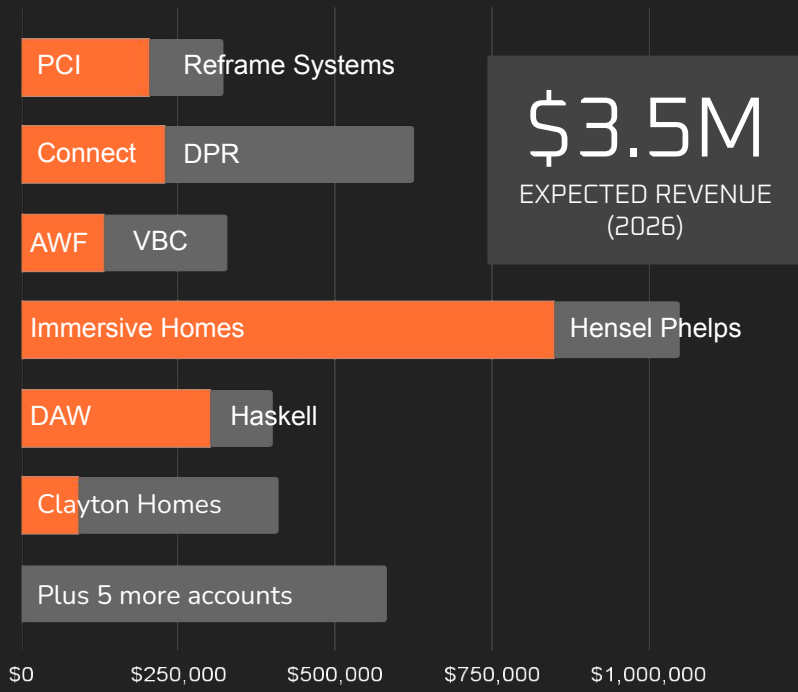 PCI Reframe Systems
$3.5M
EXPECTED REVENUE
(2026)
Connect DPR
AWF VBC
Immersive Homes Hensel Phelps
DAW Haskell
Clayton Homes
Plus 5 more accounts
$0 $250,000 $500,000 $750,000 $1,000,000